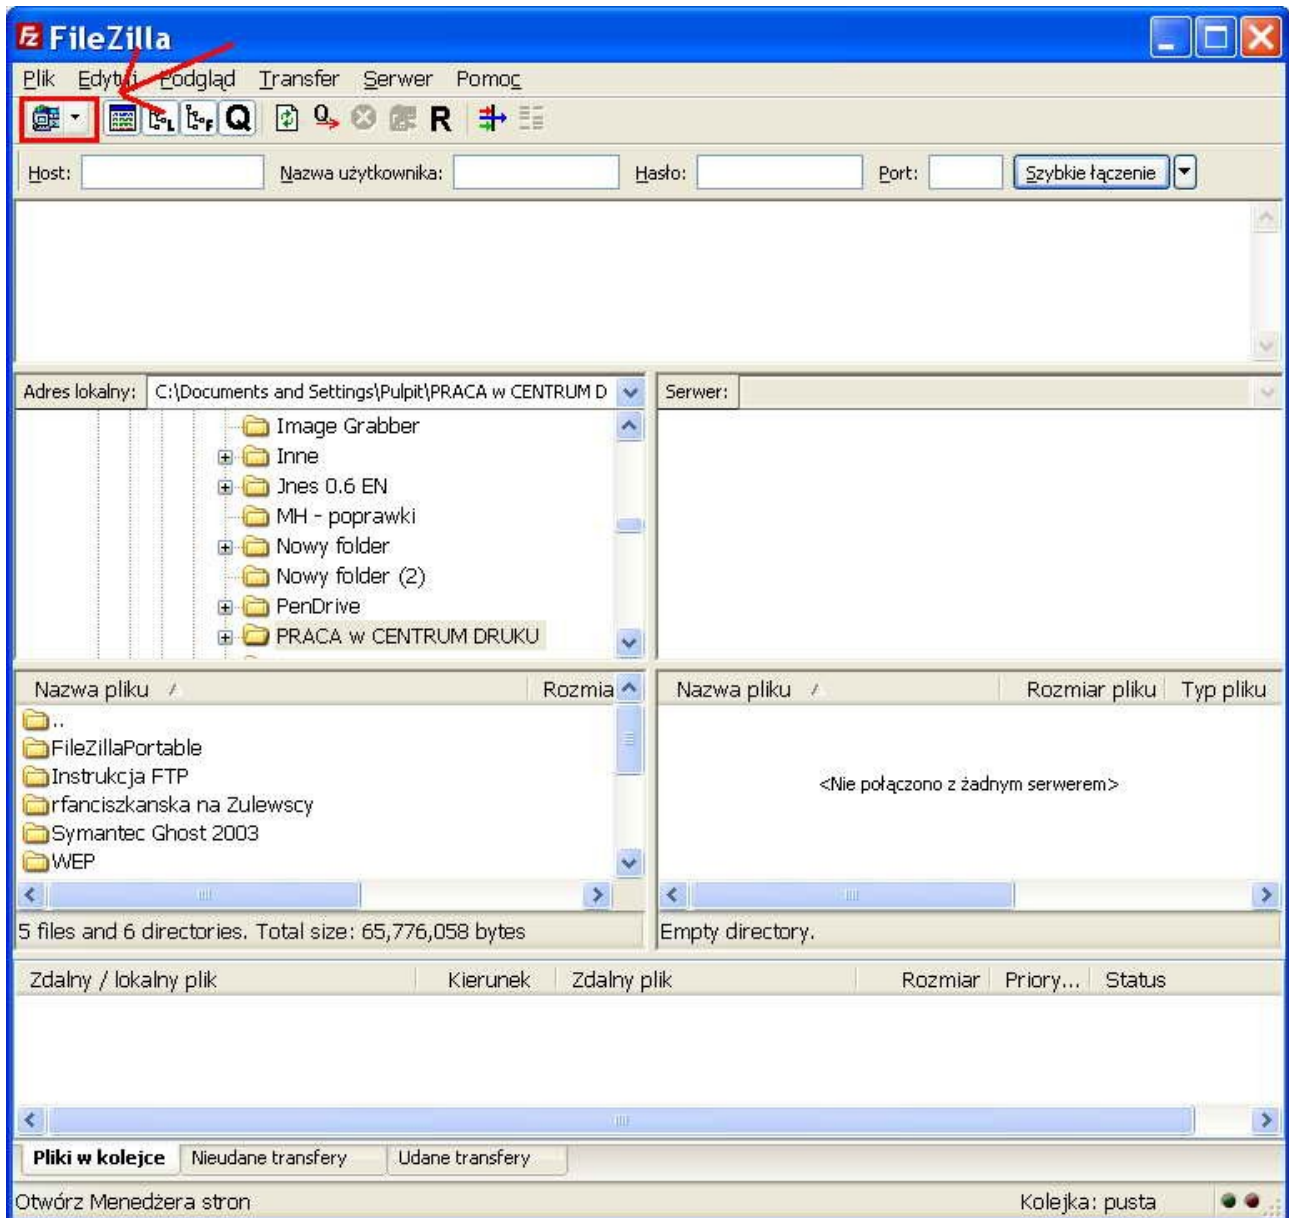 FileZilla
Plik Edytuj Podgląd Transfer Serwer Pomoc
L F Q Q R
Host: Nazwa użytkownika: Hasło: Port: Szybkie łączenie
Adres lokalny: C:\Documents and Settings\Pulpit\PRACA w CENTRUM D
Serwer:
Image Grabber
Inne
Jnes 0.6 EN
MH - poprawki
Nowy folder
Nowy folder (2)
PenDrive
PRACA w CENTRUM DRUKU
Nazwa pliku Rozmia
..
FileZillaPortable
Instrukcja FTP
rfanciszkanska na Zulewscy
Symantec Ghost 2003
WEP
5 files and 6 directories. Total size: 65,776,058 bytes
Nazwa pliku Rozmiar pliku Typ pliku
<Nie połączono z żadnym serwerem>
Empty directory.
Zdalny / lokalny plik Kierunek Zdalny plik Rozmiar Priory... Status
Pliki w kolejce Nieudane transfery Udane transfery
Otwórz Menedżera stron Kolejka: pusta